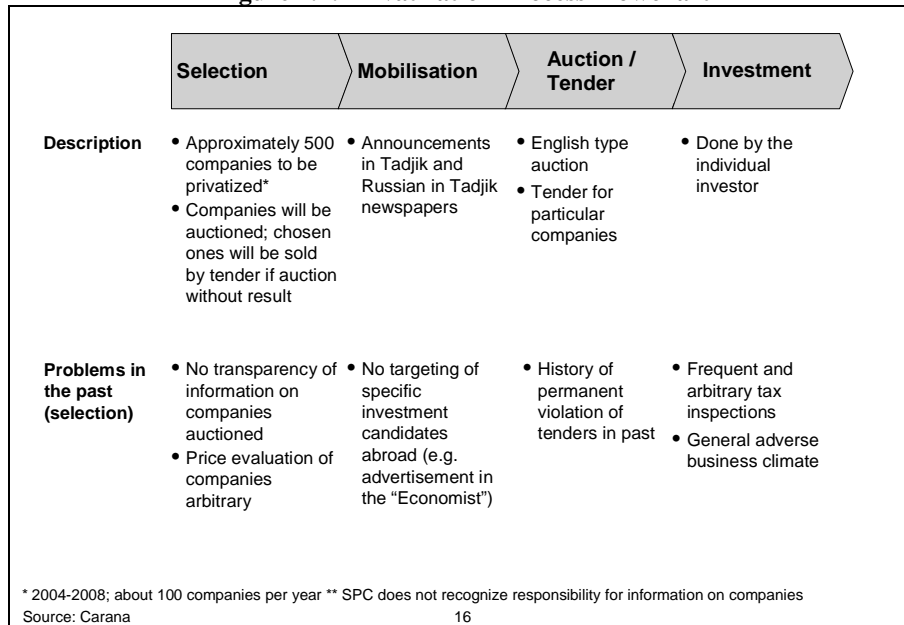 Selection
Mobilisation
Auction /
Tender
Investment
Description
• Approximately 500
companies to be
privatized*
• Companies will be
auctioned; chosen
ones will be sold
by tender if auction
without result
• Announcements
in Tadjik and
Russian in Tadjik
newspapers
• English type
auction
• Tender for
particular
companies
• Done by the
individual
investor
Problems in
the past
(selection)
• No transparency of
information on
companies
auctioned
• Price evaluation of
companies
arbitrary
• No targeting of
specific
investment
candidates
abroad (e.g.
advertisement in
the “Economist”)
• History of
permanent
violation of
tenders in past
• Frequent and
arbitrary tax
inspections
• General adverse
business climate
* 2004-2008; about 100 companies per year ** SPC does not recognize responsibility for information on companies
Source: Carana
16